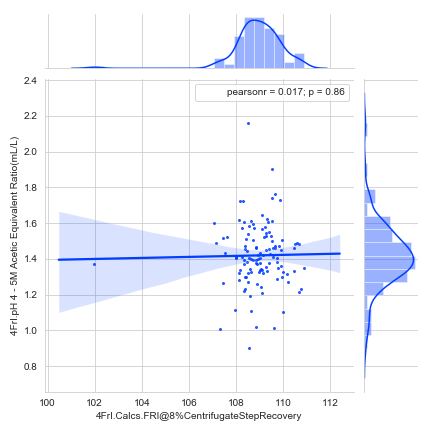 pearsonr = 0.017; p = 0.86
2.4
2.2
2.0
1.8
1.6
1.4
1.2
1.0
0.8
4FrI.pH 4 - 5M Acetic Equivalent Ratio(mL/L)
100 102 104 106 108 110 112
4FrI.Calcs.FRI@8%CentrifugateStepRecovery